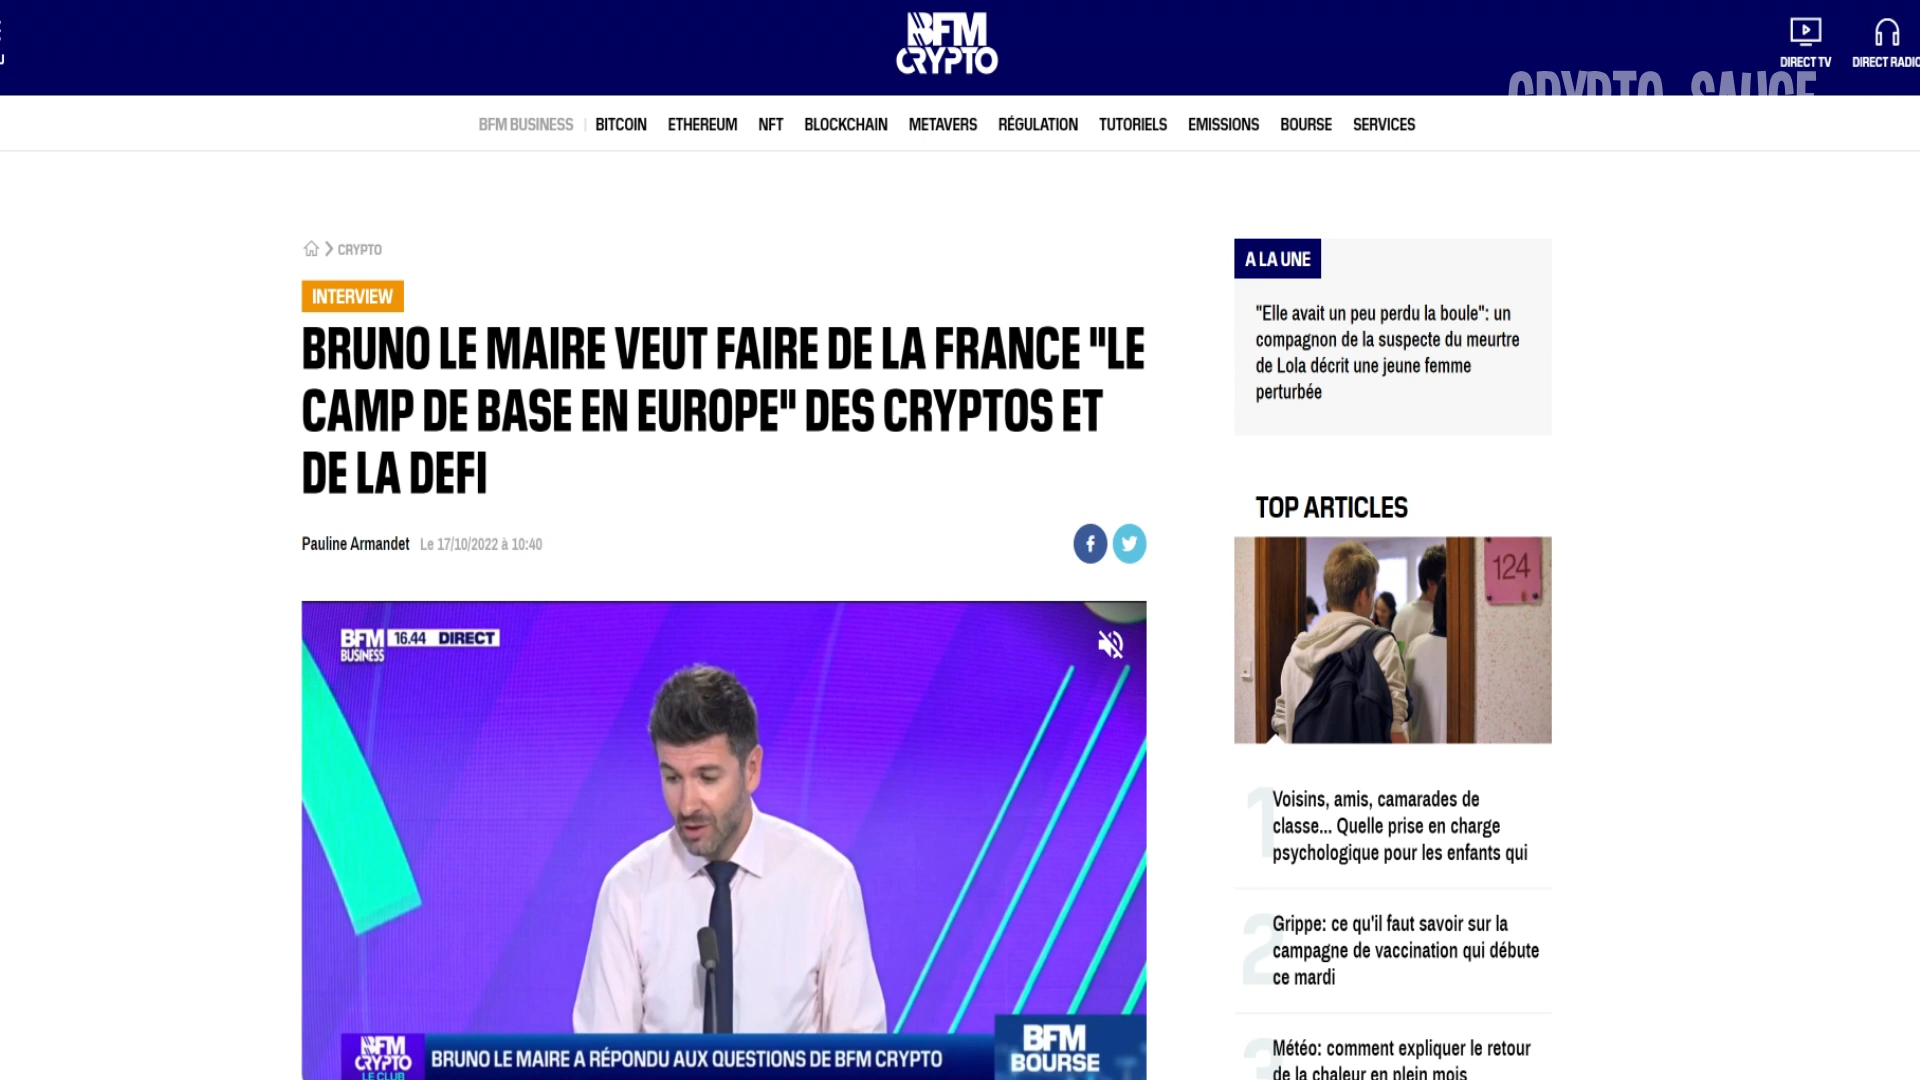 BFM
CRYPTO
DIRECT TV
DIRECT RADIO
CRYPTO SAUCE
BFM BUSINESS
BITCOIN
ETHEREUM
NFT
BLOCKCHAIN
METAVERS
RÉGULATION
TUTORIELS
EMISSIONS
BOURSE
SERVICES
CRYPTO
INTERVIEW
BRUNO LE MAIRE VEUT FAIRE DE LA FRANCE "LE
CAMP DE BASE EN EUROPE" DES CRYPTOS ET
DE LA DEFI
Pauline Armandet Le 17/10/2022 à 10:40
BFM
BUSINESS
16.44 DIRECT
BFM
CRYPTO
LE CLUB
BRUNO LE MAIRE A RÉPONDU AUX QUESTIONS DE BFM CRYPTO
BFM
BOURSE
A LA UNE
"Elle avait un peu perdu la boule": un
compagnon de la suspecte du meurtre
de Lola décrit une jeune femme
perturbée
TOP ARTICLES
124
1
Voisins, amis, camarades de
classe... Quelle prise en charge
psychologique pour les enfants qui
2
Grippe: ce qu'il faut savoir sur la
campagne de vaccination qui débute
ce mardi
3
Météo: comment expliquer le retour
de la chaleur en plein mois